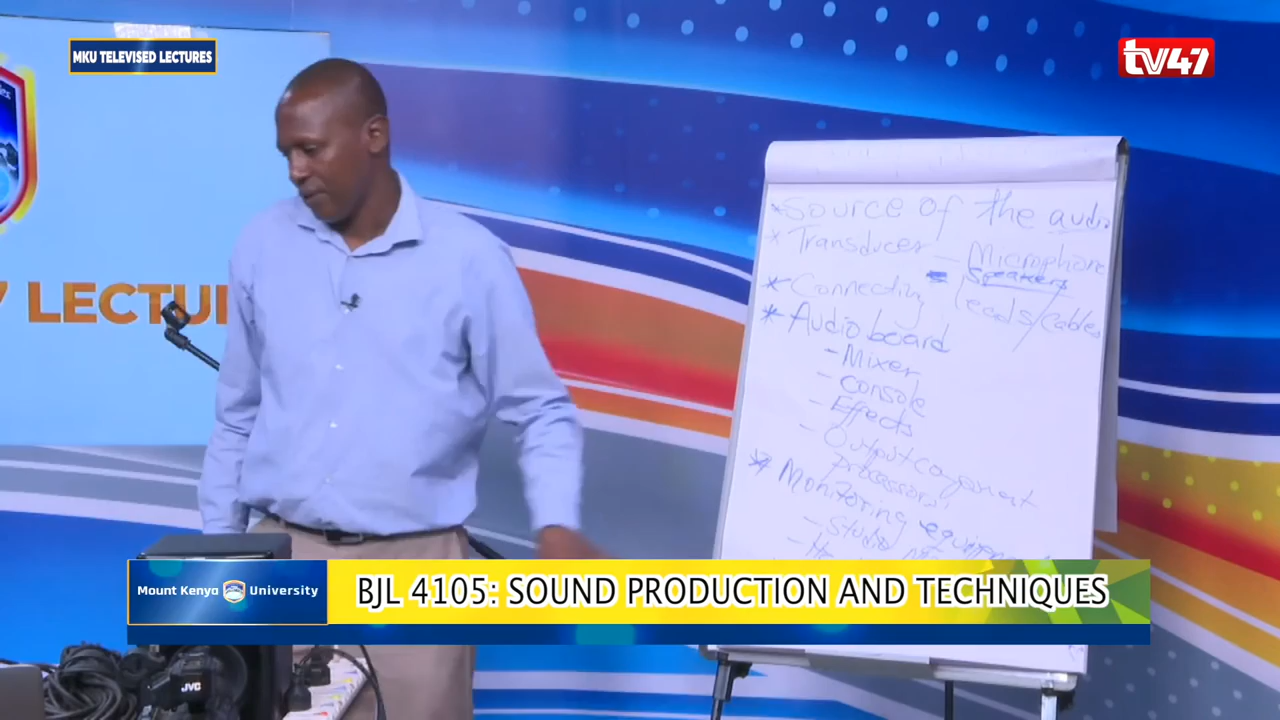 MKU TELEVISED LECTURES
tv47
LECTU
*Source of the audio
* Transducer - Microphone
Speakers
* Connecting leads/cables
* Audio board
- Mixer
- Console
- Effects
- Output component
processors
* Monitoring equipment
- Studio
Mount Kenya University
BJL 4105: SOUND PRODUCTION AND TECHNIQUES
JVC